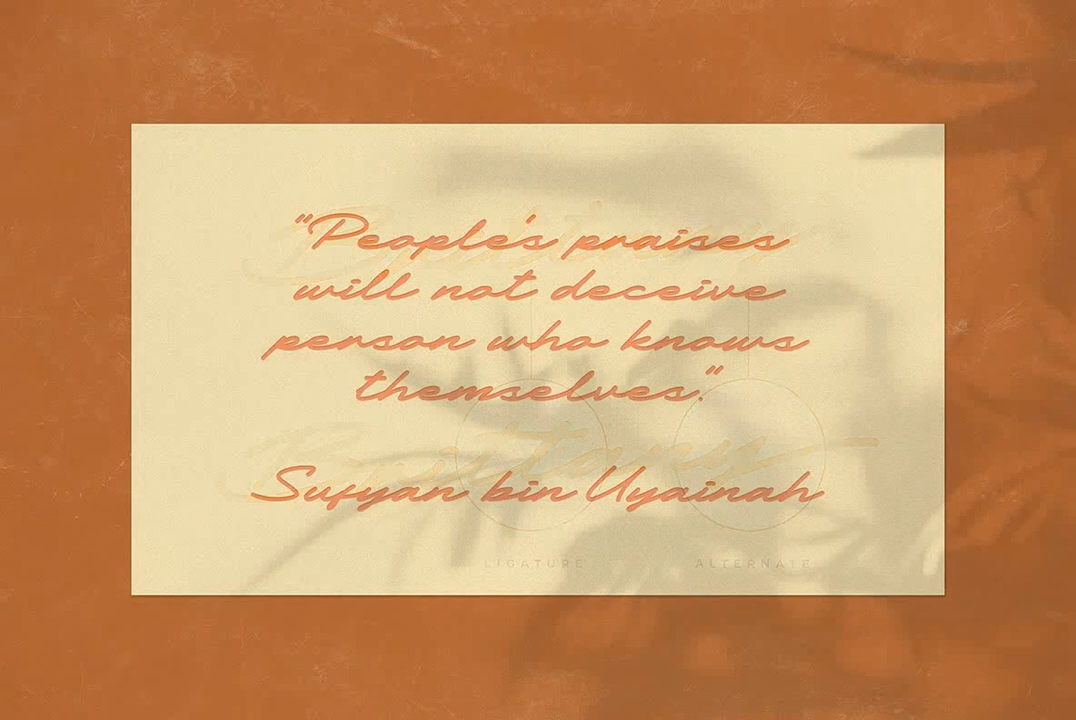 "People's praises
will not deceive
person who knows
themselves."
Sufyan bin Uyainah
LIGATURE
ALTERNATE